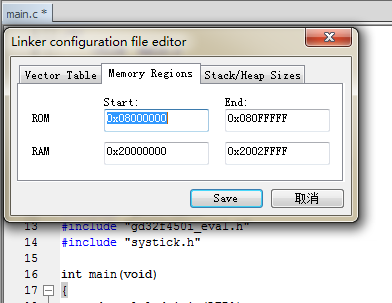 main.c *
Linker configuration file editor
Vector Table Memory Regions Stack/Heap Sizes
Start: End:
ROM 0x08000000 0x080FFFFF
RAM 0x20000000 0x2002FFFF
Save 取消
13 #include "gd32f450i_eval.h"
14 #include "systick.h"
15
16 int main(void)
17 {